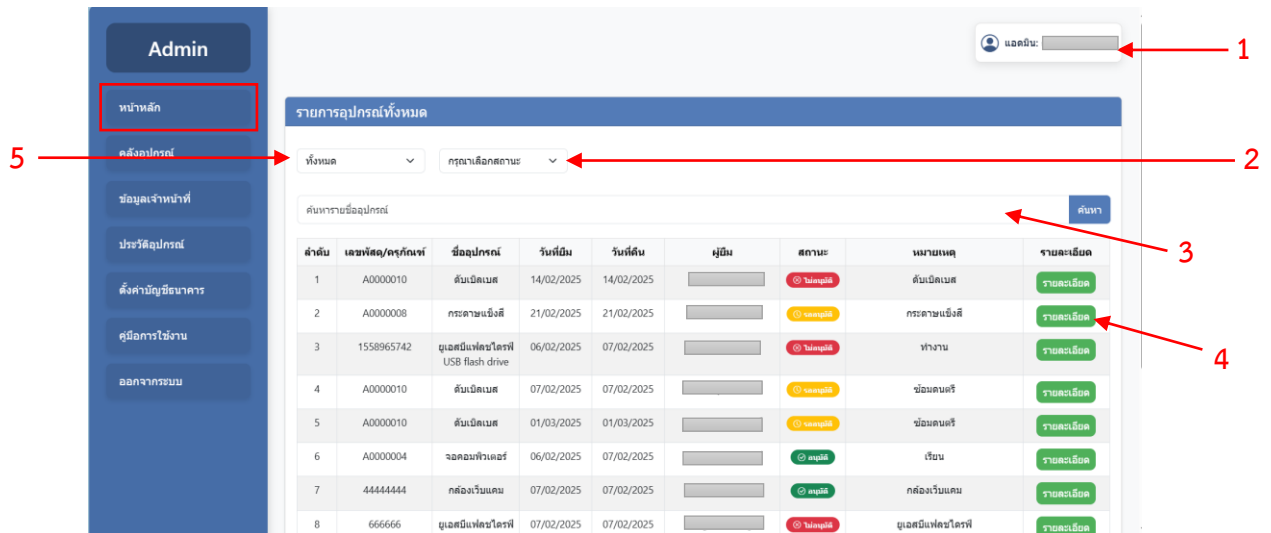 Admin
แอดมิน:
1
หน้าหลัก
รายการอุปกรณ์ทั้งหมด
5
คลังอุปกรณ์
ทั้งหมด
กรุณาเลือกสถานะ
2
ข้อมูลเจ้าหน้าที่
ค้นหารายชื่ออุปกรณ์
ค้นหา
3
ประวัติอุปกรณ์
ลำดับ เลขพัสดุ/ครุภัณฑ์ ชื่ออุปกรณ์ วันที่ยืม วันที่คืน ผู้ยืม สถานะ หมายเหตุ รายละเอียด
1 A0000010 ดับเบิลเบส 14/02/2025 14/02/2025 ไม่อนุมัติ ดับเบิลเบส รายละเอียด
ตั้งค่าบัญชีธนาคาร
2 A0000008 กระดาษแข็งสี 21/02/2025 21/02/2025 รออนุมัติ กระดาษแข็งสี รายละเอียด
คู่มือการใช้งาน
3 1558965742 ยูเอสบีแฟลชไดรฟ์ 06/02/2025 07/02/2025 ไม่อนุมัติ ทำงาน รายละเอียด
USB flash drive
4
ออกจากระบบ
4 A0000010 ดับเบิลเบส 07/02/2025 07/02/2025 รออนุมัติ ซ้อมดนตรี รายละเอียด
5 A0000010 ดับเบิลเบส 01/03/2025 01/03/2025 รออนุมัติ ซ้อมดนตรี รายละเอียด
6 A0000004 จอคอมพิวเตอร์ 06/02/2025 07/02/2025 อนุมัติ เรียน รายละเอียด
7 44444444 กล้องเว็บแคม 07/02/2025 07/02/2025 อนุมัติ กล้องเว็บแคม รายละเอียด
8 666666 ยูเอสบีแฟลชไดรฟ์ 07/02/2025 07/02/2025 ไม่อนุมัติ ยูเอสบีแฟลชไดรฟ์ รายละเอียด